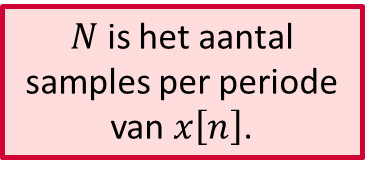 N is het aantal
samples per periode
van x[n].